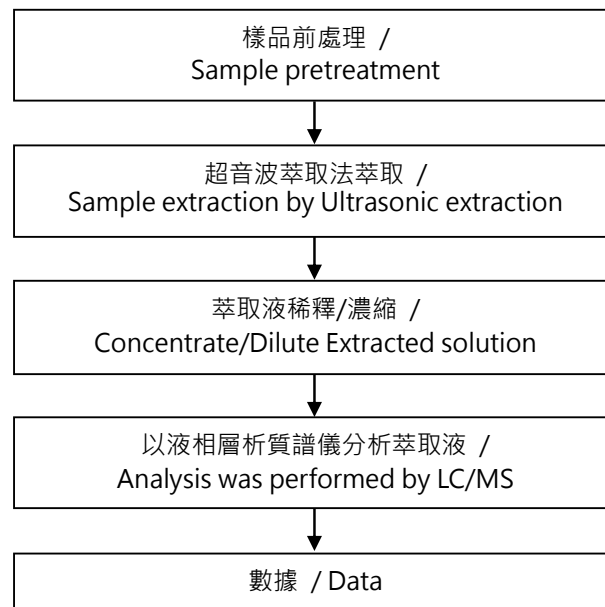 樣品前處理 /
Sample pretreatment
超音波萃取法萃取 /
Sample extraction by Ultrasonic extraction
萃取液稀釋/濃縮 /
Concentrate/Dilute Extracted solution
以液相層析質譜儀分析萃取液 /
Analysis was performed by LC/MS
數據 / Data